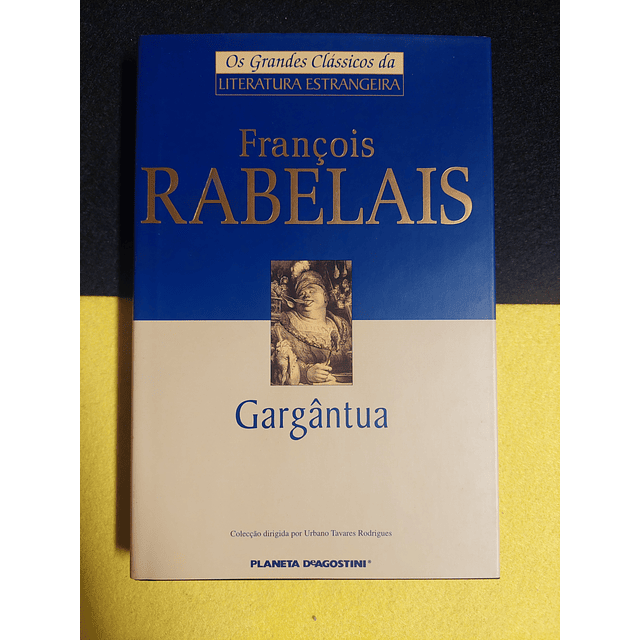 Os Grandes Clássicos da
LITERATURA ESTRANGEIRA
François
RABELAIS
Gargântua
Colecção dirigida por Urbano Tavares Rodrigues
PLANETA DeAGOSTINI®